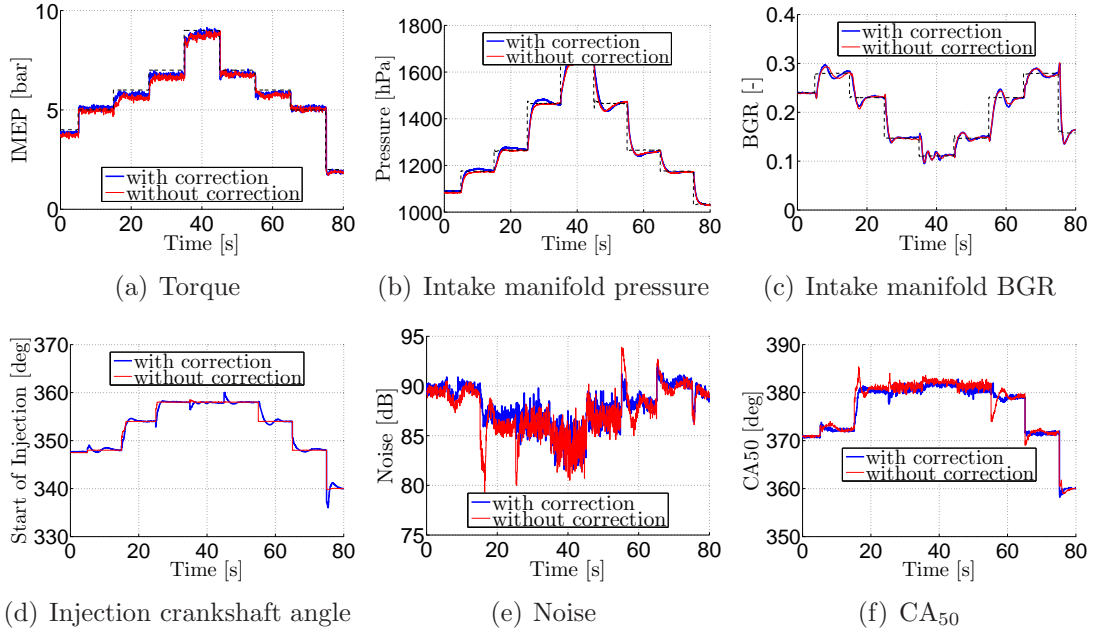 10
5
0
IMEP [bar]
with correction
without correction
0 20 40 60 80
Time [s]
(a) Torque
1800
1600
1400
1200
1000
Pressure [hPa]
with correction
without correction
0 20 40 60 80
Time [s]
(b) Intake manifold pressure
0.4
0.3
0.2
0.1
0
BGR [-]
with correction
without correction
0 20 40 60 80
Time [s]
(c) Intake manifold BGR
370
360
350
340
330
Start of Injection [deg]
with correction
without correction
0 20 40 60 80
Time [s]
(d) Injection crankshaft angle
95
90
85
80
75
Noise [dB]
with correction
without correction
0 20 40 60 80
Time [s]
(e) Noise
390
380
370
360
350
CA50 [deg]
with correction
without correction
0 20 40 60 80
Time [s]
(f) CA₅₀